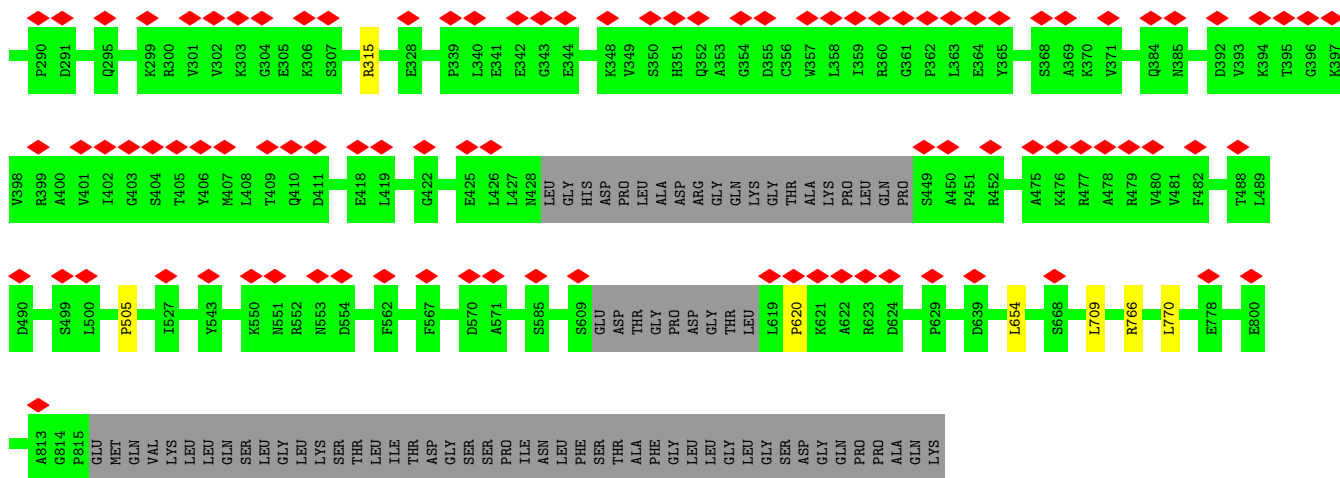 P290 D291 Q295 K299 R300 V301 V302 K303 G304 E305 K306 S307 R315 E328 P339 L340 E341 E342 G343 E344 K348 V349 S350 H351 Q352 A353 G354 D355 C356 W357 L358 I359 R360 G361 P362 L363 E364 Y365 S368 A369 K370 V371 Q384 N385 D392 V393 K394 T395 G396 K397
V398 R399 A400 V401 I402 G403 S404 T405 Y406 M407 L408 T409 Q410 D411 E418 L419 G422 E425 L426 L427 N428 LEU GLY HIS ASP PRO LEU ALA ASP ARG GLY GLN LYS GLY THR ALA LYS PRO LEU GLN PRO S449 A450 P451 R452 A475 K476 R477 A478 R479 V480 V481 F482 T488 L489
D490 S499 L500 P505 I527 Y543 K550 N551 R552 N553 D554 F562 F567 D570 A571 S585 S609 GLU ASP THR GLY PRO ASP GLY THR LEU L619 P620 K621 A622 R623 D624 P629 D639 L654 S668 L709 R766 L770 E778 E800
A813 G814 P815 GLU MET GLN VAL LYS LEU LEU GLN SER LEU GLY LEU LYS SER THR LEU ILE THR ASP GLY SER SER PRO ILE ASN LEU PHE SER THR ALA PHE GLY LEU LEU GLY LEU GLY SER ASP GLY GLN PRO PRO ALA GLN LYS